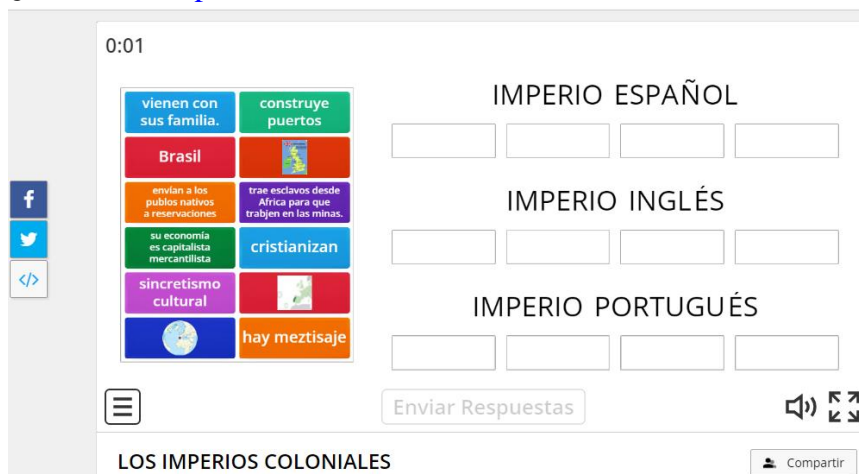 0:01
vienen con
sus familia.
construye
puertos
Brasil
envían a los
publos nativos
a reservaciones
trae esclavos desde
Africa para que
trabjen en las minas.
su economía
es capitalista
mercantilista
cristianizan
sincretismo
cultural
hay meztisaje
IMPERIO ESPAÑOL
IMPERIO INGLÉS
IMPERIO PORTUGUÉS
Enviar Respuestas
LOS IMPERIOS COLONIALES
Compartir